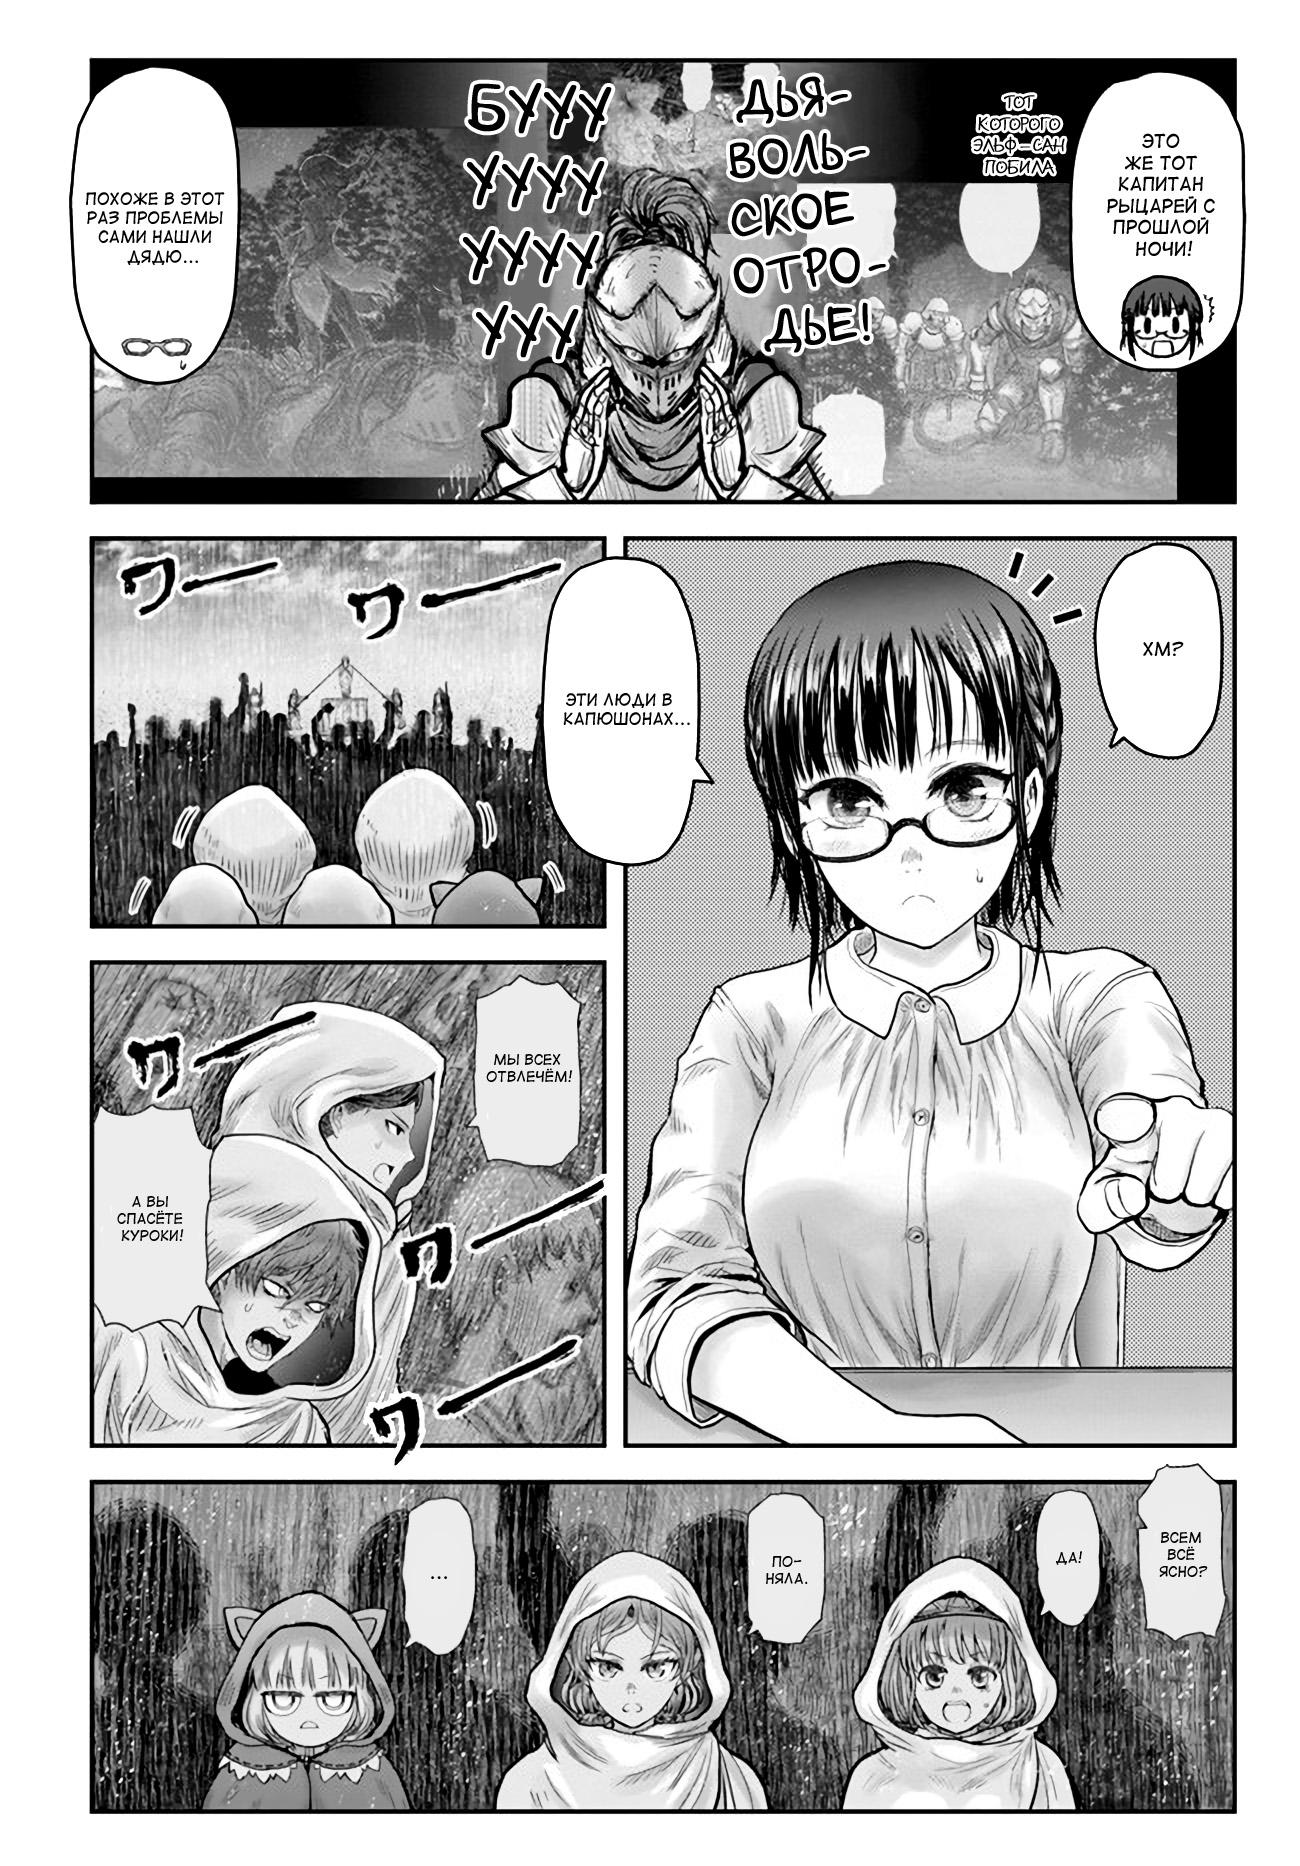 ЭТО
ЖЕ ТОТ
КАПИТАН
РЫЦАРЕЙ С
ПРОШЛОЙ
НОЧИ!
ТОТ
КОТОРОГО
ЭЛЬФ-САН
ПОБИЛА
ДЬЯ-
ВОЛЬ-
СКОЕ
ОТРО-
ДЬЕ!
БУУУ
УУУУ
УУУУ
УУУ
ПОХОЖЕ В ЭТОТ
РАЗ ПРОБЛЕМЫ
САМИ НАШЛИ
ДЯДЮ...
ХМ?
ЭТИ ЛЮДИ В
КАПЮШОНАХ...
ワー
ワー
МЫ ВСЕХ
ОТВЛЕЧЁМ!
ワー
А ВЫ
СПАСЁТЕ
КУРОКИ!
ワー
ワー
ВСЕМ
ВСЁ
ЯСНО?
ДА!
ПО-
НЯЛА.
...